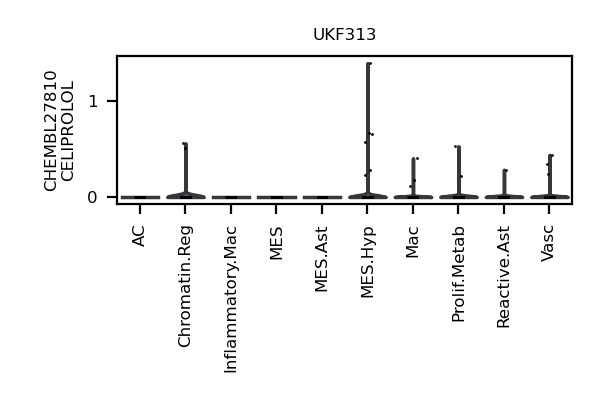 UKF313
CHEMBL27810
CELIPROLOL
1
0
AC
Chromatin.Reg
Inflammatory.Mac
MES
MES.Ast
MES.Hyp
Mac
Prolif.Metab
Reactive.Ast
Vasc